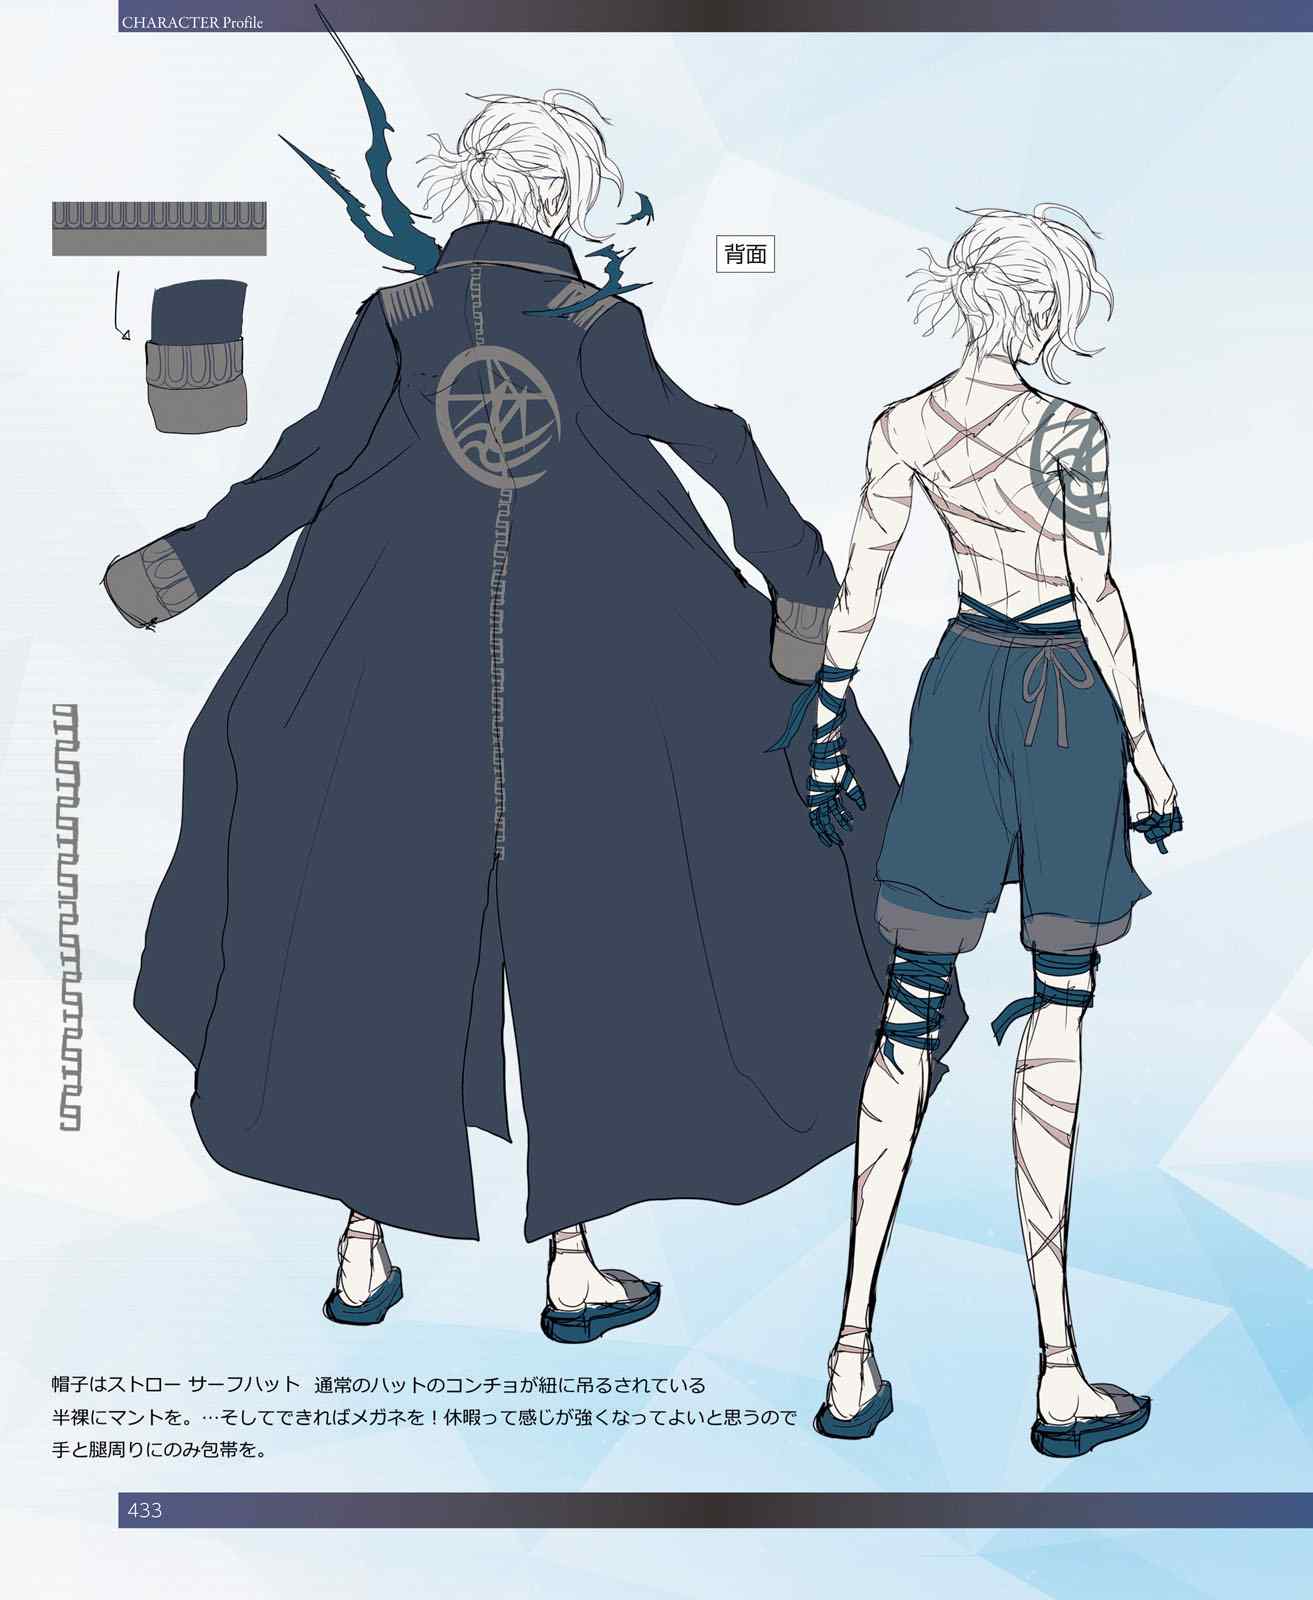 CHARACTER Profile
背面
帽子はストロー サーフハット 通常のハットのコンチョが紐に吊るされている
半裸にマントを。…そしてできればメガネを！休暇って感じが強くなってよいと思うので
手と腿周りにのみ包帯を。
433